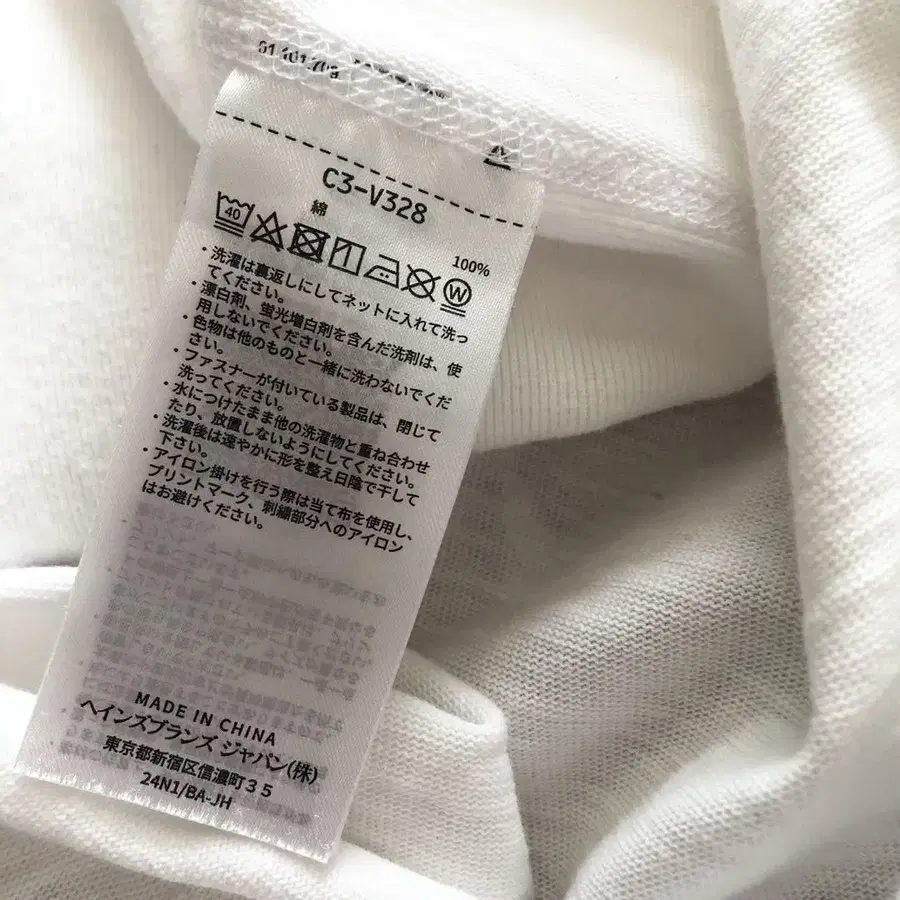 C3-V328
綿
100%
40
W
・洗濯は裏返しにしてネットに入れて洗っ
てください。
・漂白剤、蛍光増白剤を含んだ洗剤は、使
用しないでください。
・色物は他のものと一緒に洗わないでくだ
さい。
・ファスナーが付いている製品は、閉じて
洗ってください。
・水につけたまま他の洗濯物と重ね合わせ
たり、放置しないようにしてください。
・洗濯後は速やかに形を整え日陰で干して
下さい。
・アイロン掛けを行う際は当て布を使用し、
プリントマーク、刺繍部分へのアイロン
はお避けください。
MADE IN CHINA
ヘインズブランズ ジャパン(株)
東京都新宿区信濃町35
24N1/BA-JH